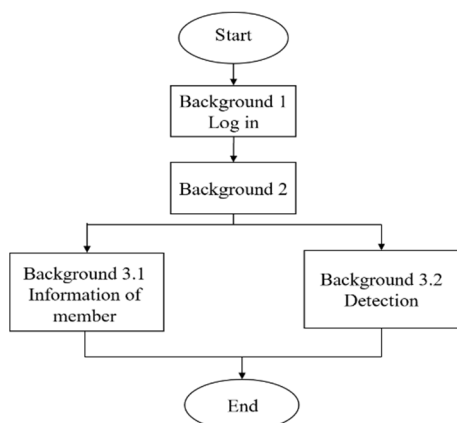 Start
Background 1
Log in
Background 2
Background 3.1
Information of
member
Background 3.2
Detection
End